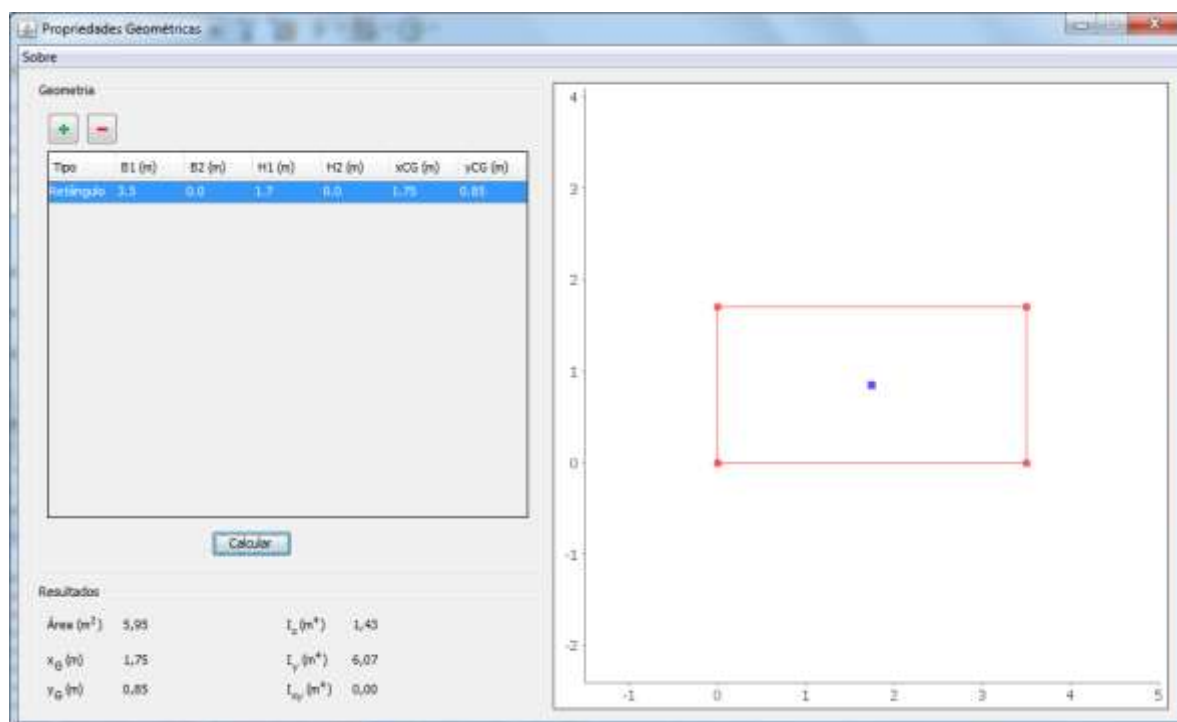 Propriedades Geométricas
Sobre
Geometria
Tipo B1 (m) B2 (m) H1 (m) H2 (m) xCG (m) yCG (m)
Retângulo 3.5 0.0 1.7 0.0 1.75 0.85
Calcular
Resultados
Área (m²) 5,95 Iₓ (m⁴) 1,43
x_G (m) 1,75 I_y (m⁴) 6,07
y_G (m) 0,85 I_xy (m⁴) 0,00
4
3
2
1
0
-1
-2
-1 0 1 2 3 4 5